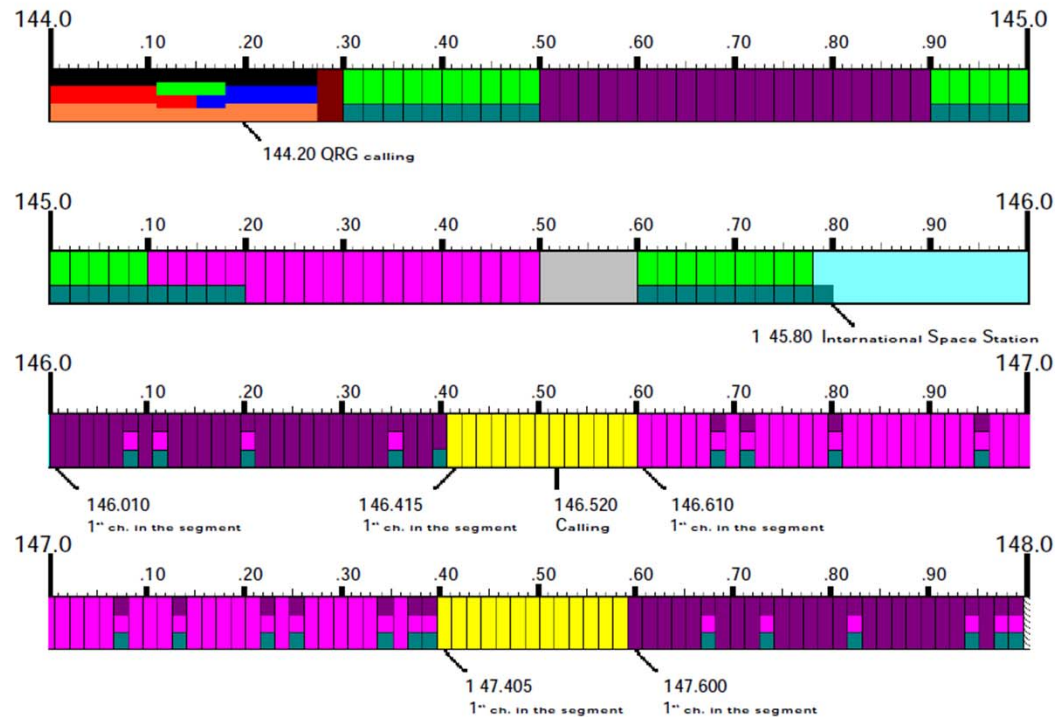 144.0 145.0
.10 .20 .30 .40 .50 .60 .70 .80 .90
144.20 QRG calling
145.0 146.0
.10 .20 .30 .40 .50 .60 .70 .80 .90
1 45.80 International Space Station
146.0 147.0
.10 .20 .30 .40 .50 .60 .70 .80 .90
146.010 146.415 146.520 146.610
1st ch. in the segment 1st ch. in the segment Calling 1st ch. in the segment
147.0 148.0
.10 .20 .30 .40 .50 .60 .70 .80 .90
1 47.405 147.600
1st ch. in the segment 1st ch. in the segment